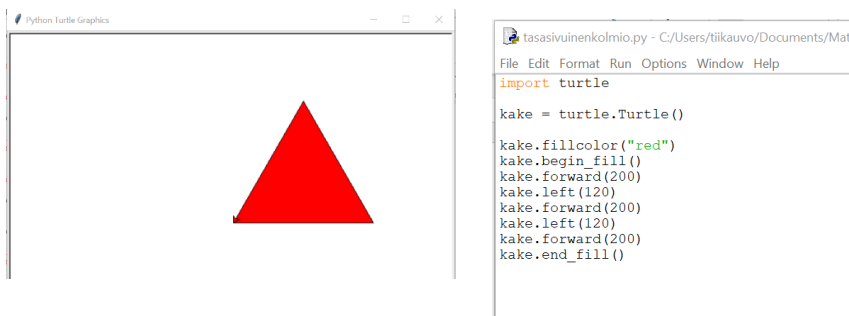 Python Turtle Graphics
tasasivuinenkolmio.py - C:/Users/tiikauvo/Documents/Mat
File Edit Format Run Options Window Help
import turtle
kake = turtle.Turtle()
kake.fillcolor("red")
kake.begin_fill()
kake.forward(200)
kake.left(120)
kake.forward(200)
kake.left(120)
kake.forward(200)
kake.end_fill()